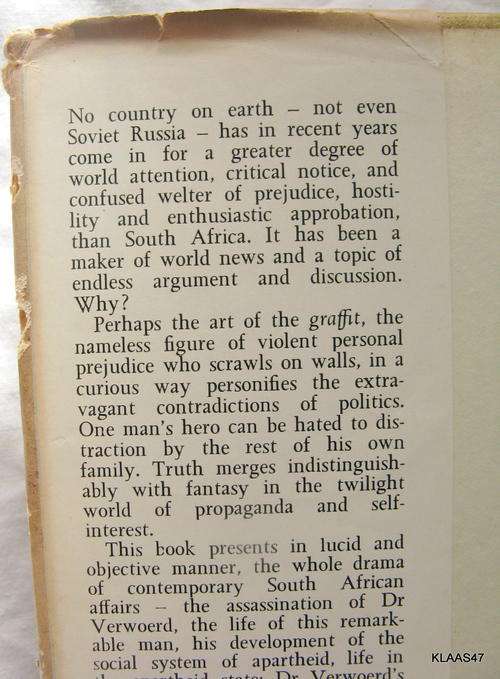 No country on earth – not even
Soviet Russia – has in recent years
come in for a greater degree of
world attention, critical notice, and
confused welter of prejudice, hosti-
lity and enthusiastic approbation,
than South Africa. It has been a
maker of world news and a topic of
endless argument and discussion.
Why?
Perhaps the art of the graffit, the
nameless figure of violent personal
prejudice who scrawls on walls, in a
curious way personifies the extra-
vagant contradictions of politics.
One man's hero can be hated to dis-
traction by the rest of his own
family. Truth merges indistinguish-
ably with fantasy in the twilight
world of propaganda and self-
interest.
This book presents in lucid and
objective manner, the whole drama
of contemporary South African
affairs – the assassination of Dr
Verwoerd, the life of this remark-
able man, his development of the
social system of apartheid, life in
the apartheid state; Dr Verwoerd's
KLAAS47